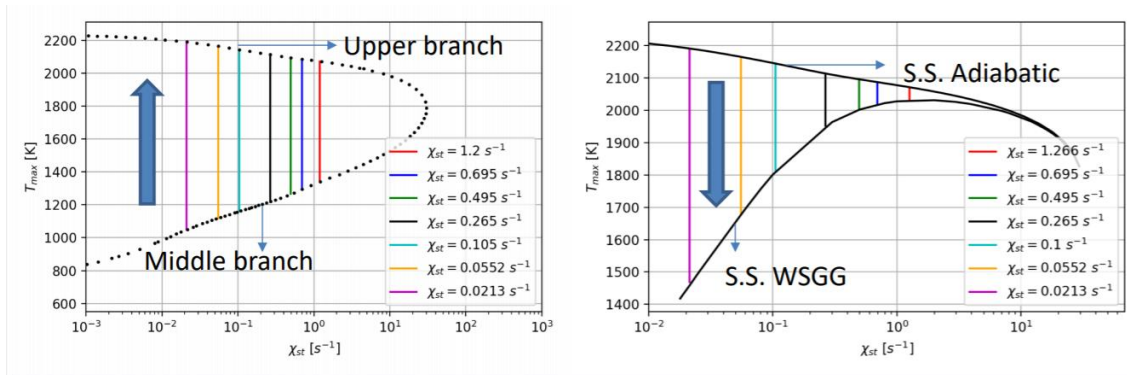 2200
2000
1800
1600
1400
1200
1000
800
600
T_max [K]
10^-3
10^-2
10^-1
10^0
10^1
10^2
10^3
χ_st [s^-1]
Upper branch
Middle branch
χ_st = 1.2 s^-1
χ_st = 0.695 s^-1
χ_st = 0.495 s^-1
χ_st = 0.265 s^-1
χ_st = 0.105 s^-1
χ_st = 0.0552 s^-1
χ_st = 0.0213 s^-1
2200
2100
2000
1900
1800
1700
1600
1500
1400
T_max [K]
10^-2
10^-1
10^0
10^1
χ_st [s^-1]
S.S. Adiabatic
S.S. WSGG
χ_st = 1.266 s^-1
χ_st = 0.695 s^-1
χ_st = 0.495 s^-1
χ_st = 0.265 s^-1
χ_st = 0.1 s^-1
χ_st = 0.0552 s^-1
χ_st = 0.0213 s^-1